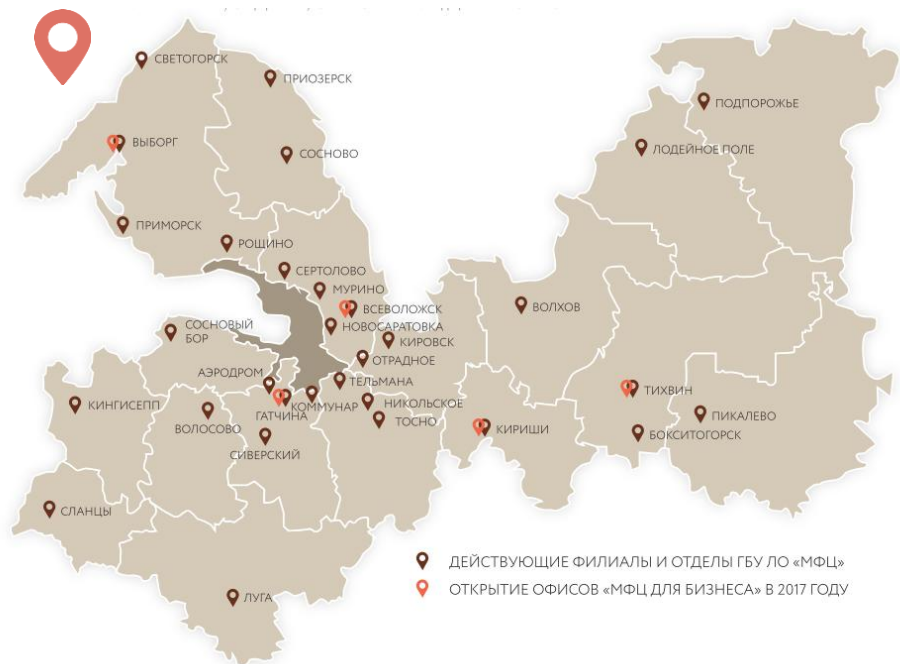 СВЕТОГОРСК
ПРИОЗЕРСК
ПОДПОРОЖЬЕ
ВЫБОРГ
СОСНОВО
ЛОДЕЙНОЕ ПОЛЕ
ПРИМОРСК
РОЩИНО
СЕРТОЛОВО
МУРИНО
ВСЕВОЛОЖСК
ВОЛХОВ
СОСНОВЫЙ
БОР
НОВОСАРАТОВКА
КИРОВСК
ОТРАДНОЕ
АЭРОДРОМ
ТЕЛЬМАНА
ТИХВИН
КИНГИСЕПП
ГАТЧИНА
КОММУНАР
НИКОЛЬСКОЕ
ВОЛОСОВО
ТОСНО
КИРИШИ
ПИКАЛЕВО
БОКСИТОГОРСК
СИВЕРСКИЙ
СЛАНЦЫ
ЛУГА
ДЕЙСТВУЮЩИЕ ФИЛИАЛЫ И ОТДЕЛЫ ГБУ ЛО «МФЦ»
ОТКРЫТИЕ ОФИСОВ «МФЦ ДЛЯ БИЗНЕСА» В 2017 ГОДУ